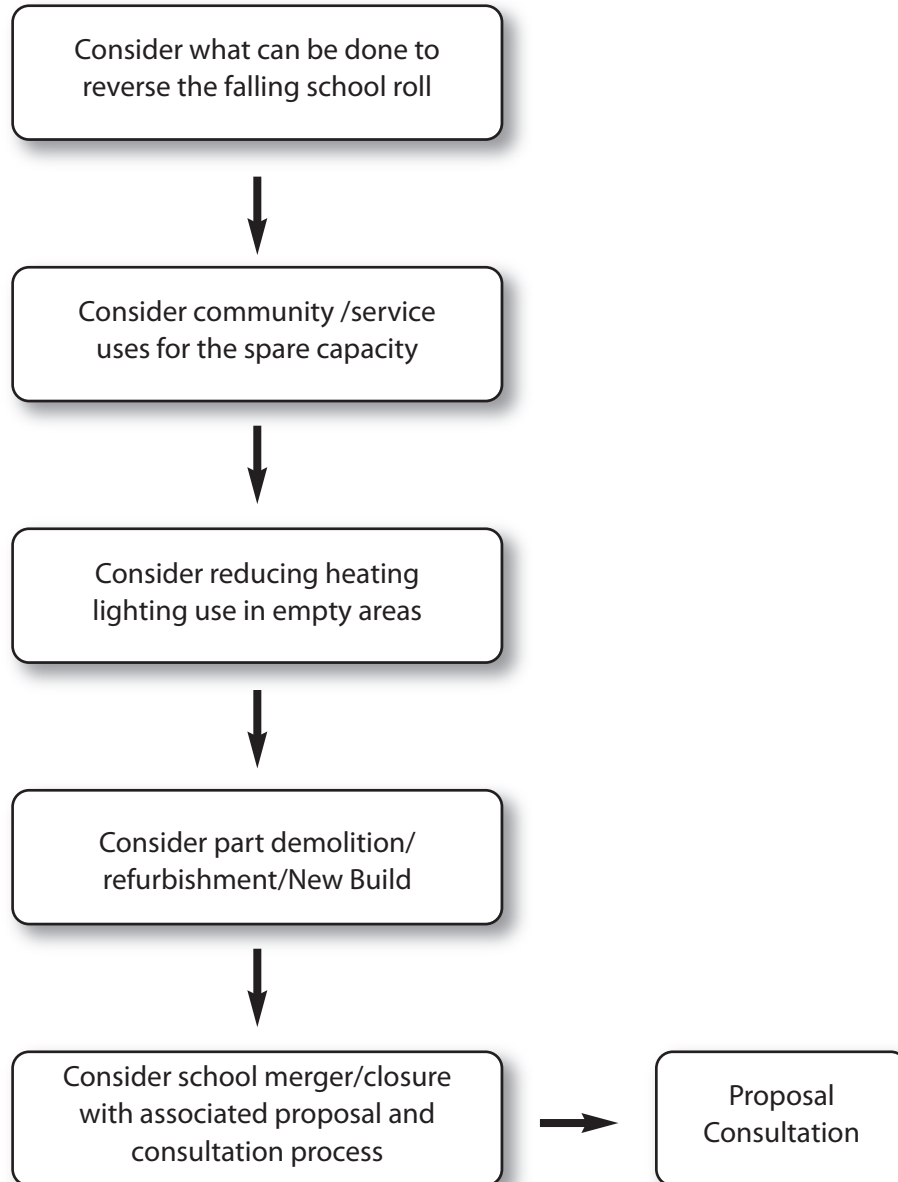 Consider what can be done to
reverse the falling school roll
Consider community /service
uses for the spare capacity
Consider reducing heating
lighting use in empty areas
Consider part demolition/
refurbishment/New Build
Consider school merger/closure
with associated proposal and
consultation process
Proposal
Consultation